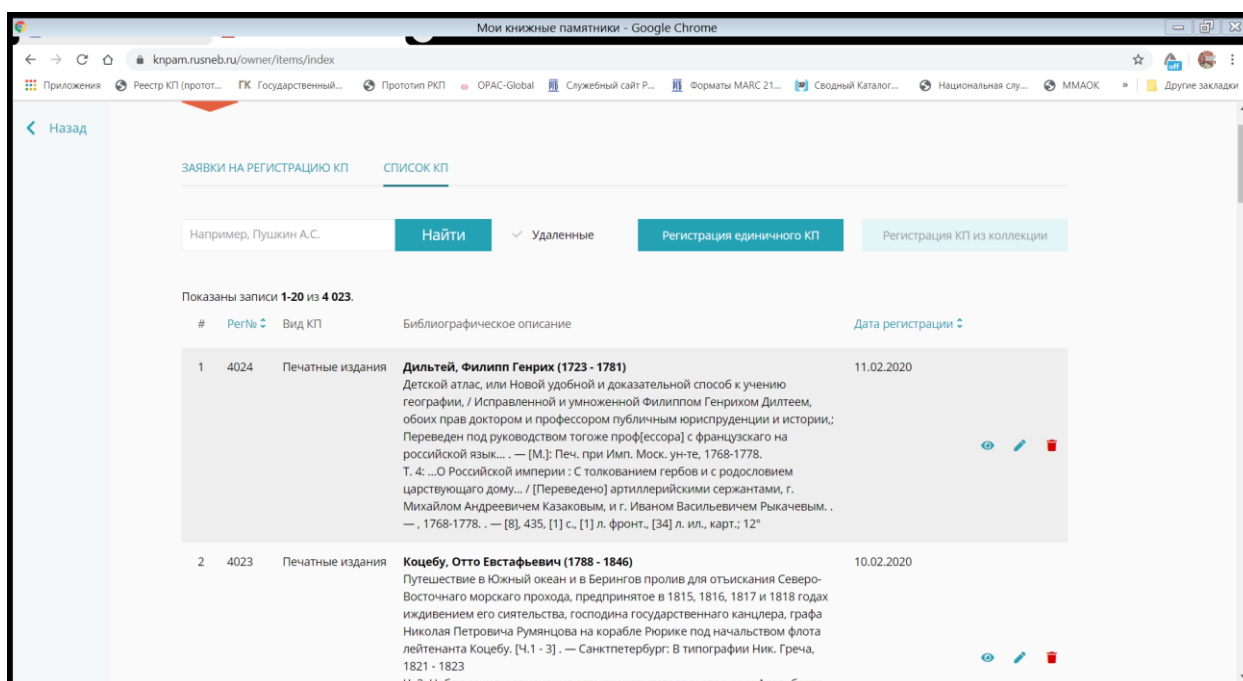 Мои книжные памятники - Google Chrome
knpam.rusneb.ru/owner/items/index
off
Приложения Реестр КП (протот... ГК Государственный... Прототип РКП OPAC-Global Служебный сайт Р... Форматы MARC 21... Сводный Каталог... Национальная слу... ММАОК » Другие закладки
Назад
ЗАЯВКИ НА РЕГИСТРАЦИЮ КП СПИСОК КП
Например, Пушкин А.С. Найти Удаленные Регистрация единичного КП Регистрация КП из коллекции
Показаны записи 1-20 из 4 023.
# Рег№ Вид КП Библиографическое описание Дата регистрации
1 4024 Печатные издания Дильтей, Филипп Генрих (1723 - 1781) 11.02.2020
Детской атлас, или Новой удобной и доказательной способ к учению
географии, / Исправленной и умноженной Филиппом Генрихом Дилтеем,
обоих прав доктором и профессором публичным юриспруденции и истории,;
Переведен под руководством тогоже проф[ессора] с французскаго на
российской язык... . — [М.]: Печ. при Имп. Моск. ун-те, 1768-1778.
Т. 4: ...О Российской империи : С толкованием гербов и с родословием
царствующаго дому... / [Переведено] артиллерийскими сержантами, г.
Михайлом Андреевичем Казаковым, и г. Иваном Васильевичем Рыкачевым. .
— , 1768-1778. . — [8], 435, [1] с., [1] л. фронт., [34] л. ил., карт.; 12°
2 4023 Печатные издания Коцебу, Отто Евстафьевич (1788 - 1846) 10.02.2020
Путешествие в Южный океан и в Берингов пролив для отъискания Северо-
Восточнаго морскаго прохода, предпринятое в 1815, 1816, 1817 и 1818 годах
иждивением его сиятельства, господина государственнаго канцлера, графа
Николая Петровича Румянцова на корабле Рюрике под начальством флота
лейтенанта Коцебу. [Ч.1 - 3] . — Санктпетербург: В типографии Ник. Греча,
1821 - 1823